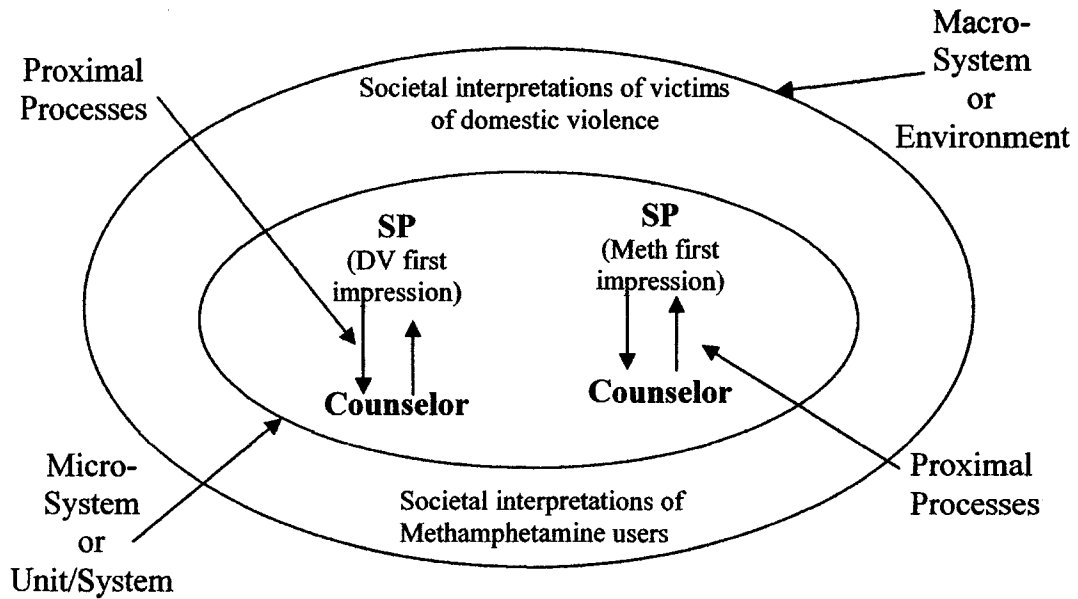 Proximal
Processes
Macro-
System
or
Environment
Societal interpretations of victims
of domestic violence
SP
(DV first
impression)
Counselor
SP
(Meth first
impression)
Counselor
Micro-
System
or
Unit/System
Societal interpretations of
Methamphetamine users
Proximal
Processes